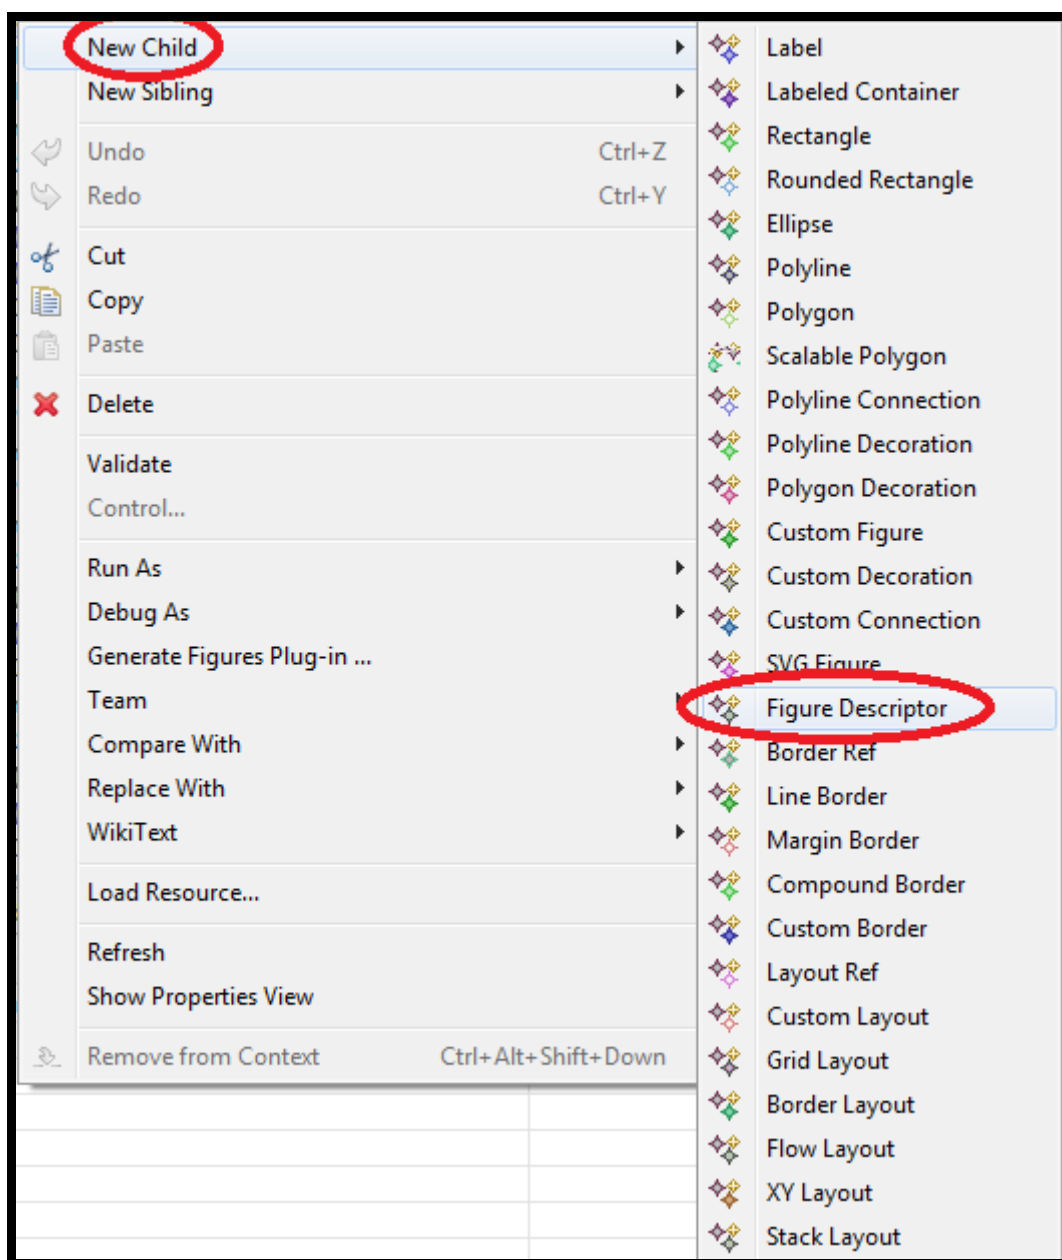 New Child
New Sibling
Undo Ctrl+Z
Redo Ctrl+Y
Cut
Copy
Paste
Delete
Validate
Control...
Run As
Debug As
Generate Figures Plug-in ...
Team
Compare With
Replace With
WikiText
Load Resource...
Refresh
Show Properties View
Remove from Context Ctrl+Alt+Shift+Down
Label
Labeled Container
Rectangle
Rounded Rectangle
Ellipse
Polyline
Polygon
Scalable Polygon
Polyline Connection
Polyline Decoration
Polygon Decoration
Custom Figure
Custom Decoration
Custom Connection
SVG Figure
Figure Descriptor
Border Ref
Line Border
Margin Border
Compound Border
Custom Border
Layout Ref
Custom Layout
Grid Layout
Border Layout
Flow Layout
XY Layout
Stack Layout